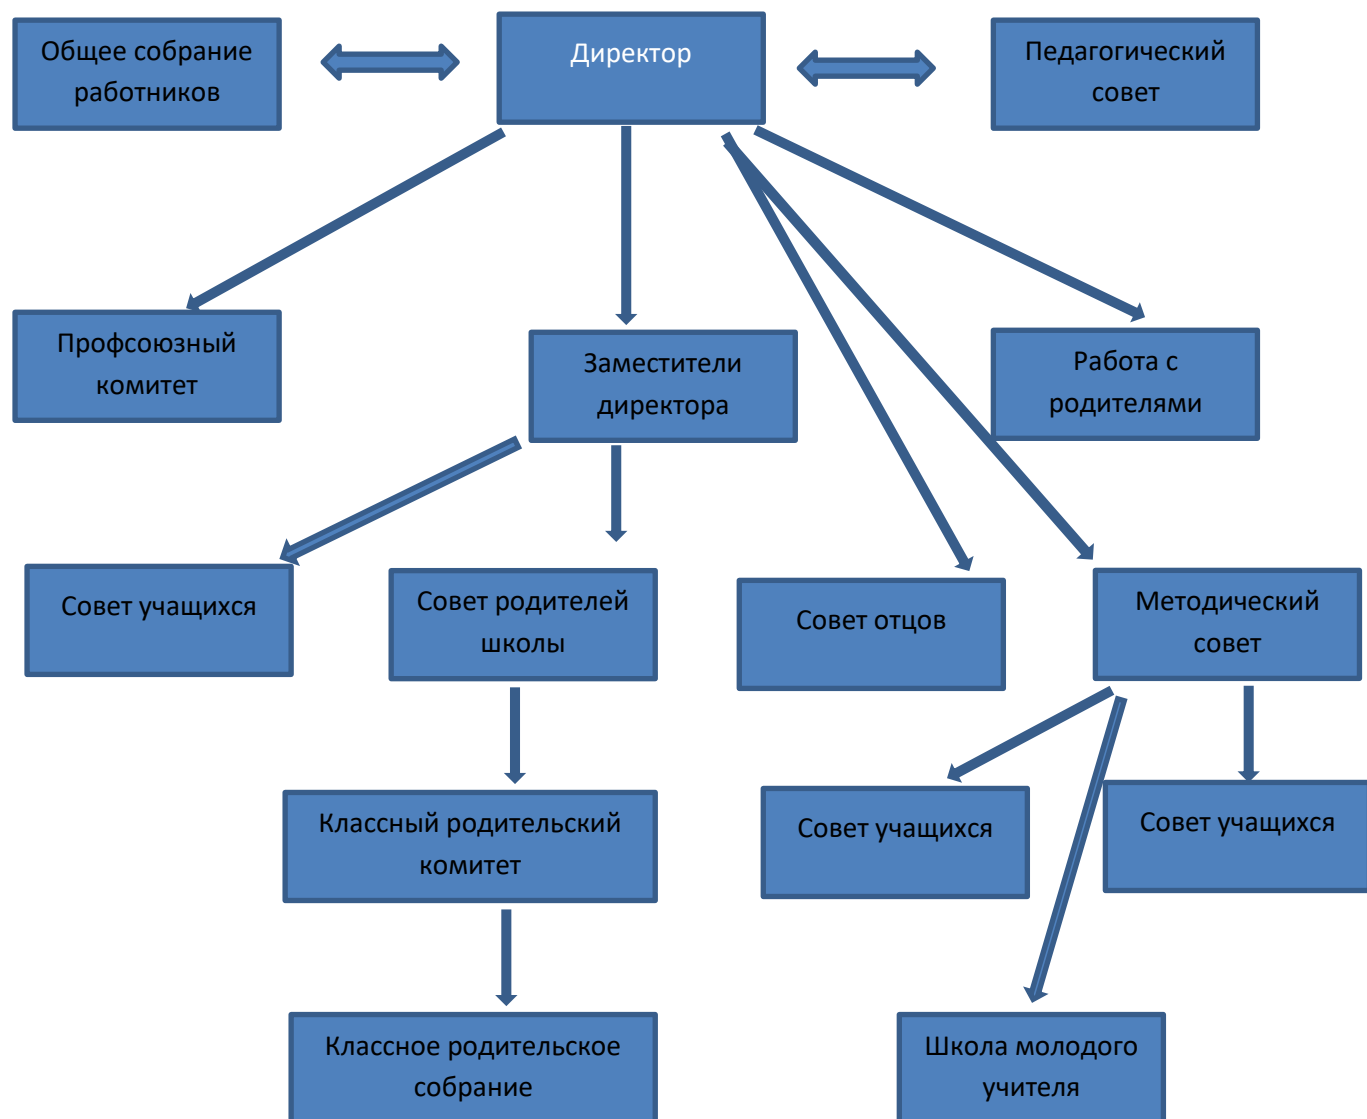 Общее собрание
работников
Директор
Педагогический
совет
Профсоюзный
комитет
Заместители
директора
Работа с
родителями
Совет учащихся
Совет родителей
школы
Совет отцов
Методический
совет
Классный родительский
комитет
Совет учащихся
Совет учащихся
Классное родительское
собрание
Школа молодого
учителя